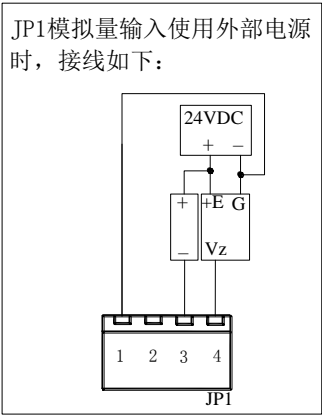 JP1模拟量输入使用外部电源
时，接线如下：
24VDC
+ −
+ +E G
− Vz
1 2 3 4
JP1